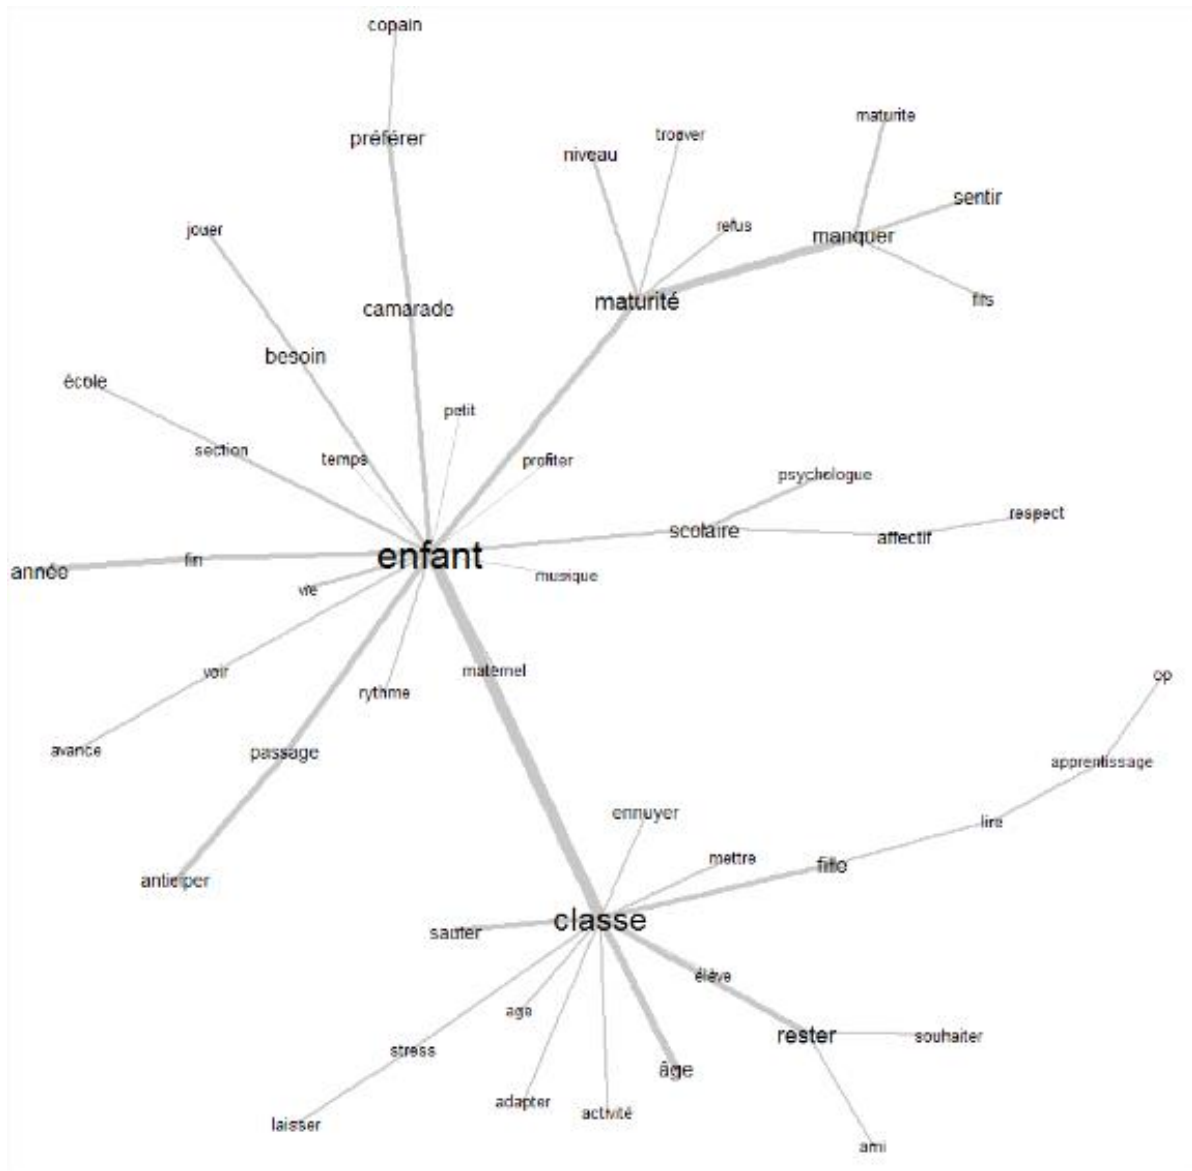 copain
maturite
trouver
préférer
niveau
sentir
refus
jouer
manquer
maturité
fils
camarade
besoin
école
petit
section
temps
profiter
psychologue
respect
scolaire
affectif
enfant
fin
année
musique
vie
maternel
voir
cp
rythme
avance
passage
apprentissage
ennuyer
lire
mettre
fille
anticiper
classe
sauter
élève
age
rester
souhaiter
stress
âge
adapter
activité
laisser
ami